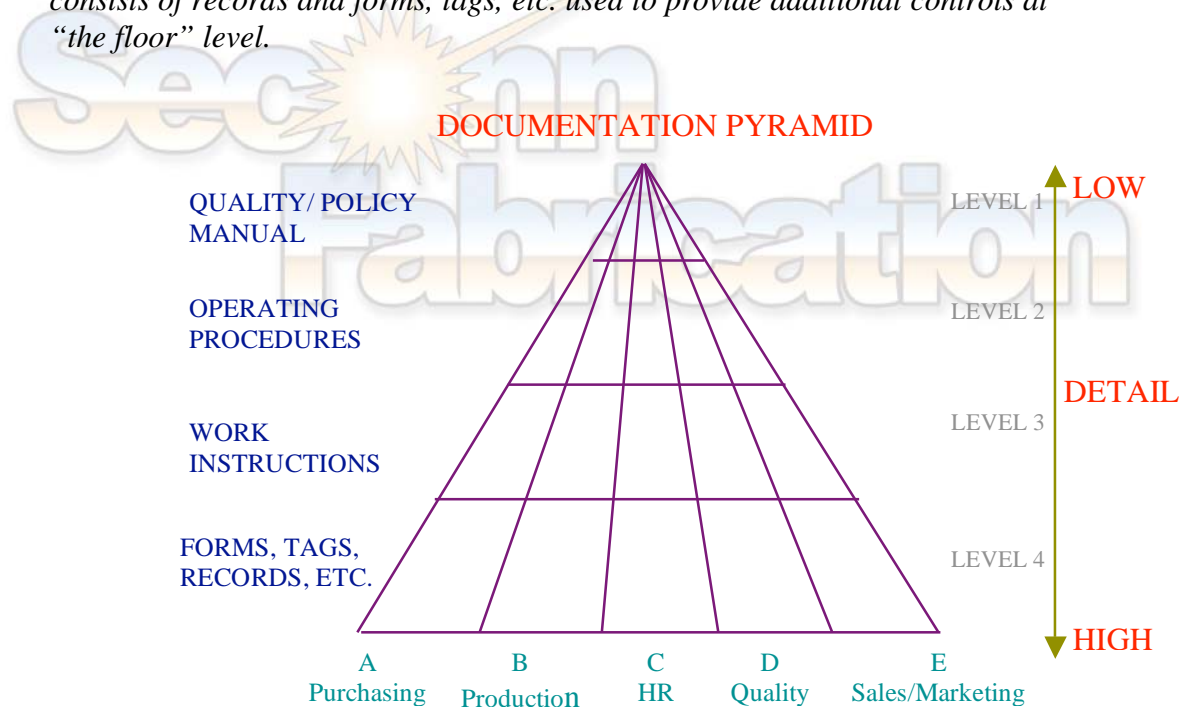 consists of records and forms, tags, etc. used to provide additional controls at
“the floor” level.
Seconn
Fabrication
DOCUMENTATION PYRAMID
QUALITY/ POLICY
MANUAL
LEVEL 1
LOW
OPERATING
PROCEDURES
LEVEL 2
DETAIL
WORK
INSTRUCTIONS
LEVEL 3
FORMS, TAGS,
RECORDS, ETC.
LEVEL 4
HIGH
A B C D E
Purchasing Production HR Quality Sales/Marketing